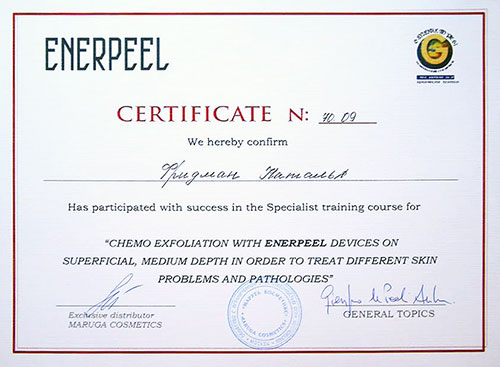 ENERPEEL
CERTIFICATE N: 70 09
We hereby confirm
Фридман Наталья
Has participated with success in the Specialist training course for
“CHEMO EXFOLIATION WITH ENERPEEL DEVICES ON
SUPERFICIAL, MEDIUM DEPTH IN ORDER TO TREAT DIFFERENT SKIN
PROBLEMS AND PATHOLOGIES”
Exclusive distributor
MARUGA COSMETICS
GENERAL TOPICS